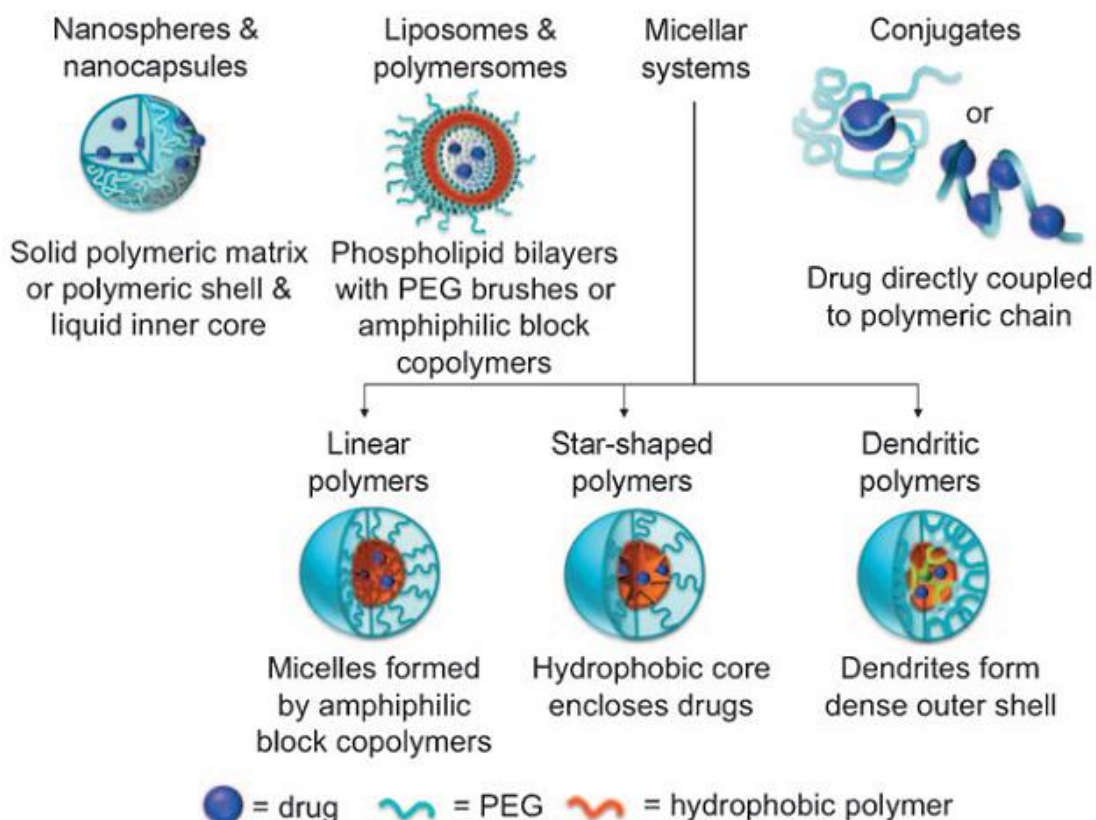 Nanospheres &
nanocapsules
Solid polymeric matrix
or polymeric shell &
liquid inner core
Liposomes &
polymersomes
Phospholipid bilayers
with PEG brushes or
amphiphilic block
copolymers
Micellar
systems
Conjugates
or
Drug directly coupled
to polymeric chain
Linear
polymers
Micelles formed
by amphiphilic
block copolymers
Star-shaped
polymers
Hydrophobic core
encloses drugs
Dendritic
polymers
Dendrites form
dense outer shell
= drug = PEG = hydrophobic polymer